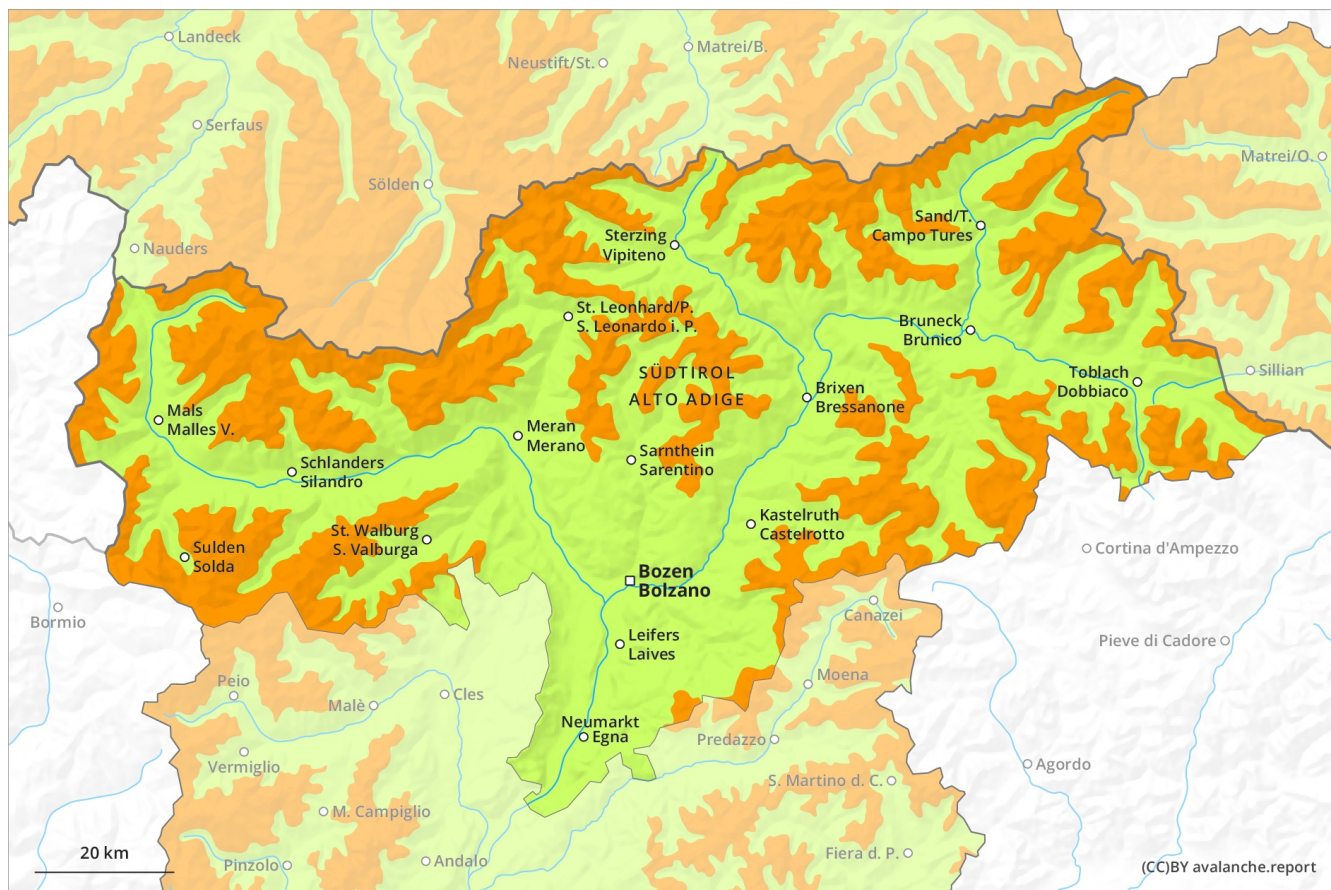 Landeck
Matrei/B.
Neustift/St.
Serfaus
Matrei/O.
Sölden
Sand/T.
Campo Tures
Sterzing
Vipiteno
Nauders
St. Leonhard/P.
S. Leonardo i. P.
Bruneck
Brunico
SÜDTIROL
ALTO ADIGE
Toblach
Dobbiaco
Sillian
Brixen
Bressanone
Mals
Malles V.
Meran
Merano
Sarnthein
Sarentino
Schlanders
Silandro
Kastelruth
Castelrotto
St. Walburg
S. Valburga
Sulden
Solda
Cortina d'Ampezzo
Bozen
Bolzano
Bormio
Canazei
Leifers
Laives
Pieve di Cadore
Peio
Moena
Malè
Cles
Neumarkt
Egna
Predazzo
Vermiglio
Agordo
S. Martino d. C.
M. Campiglio
20 km
Pinzolo
Andalo
Fiera d. P.
(CC)BY avalanche.report